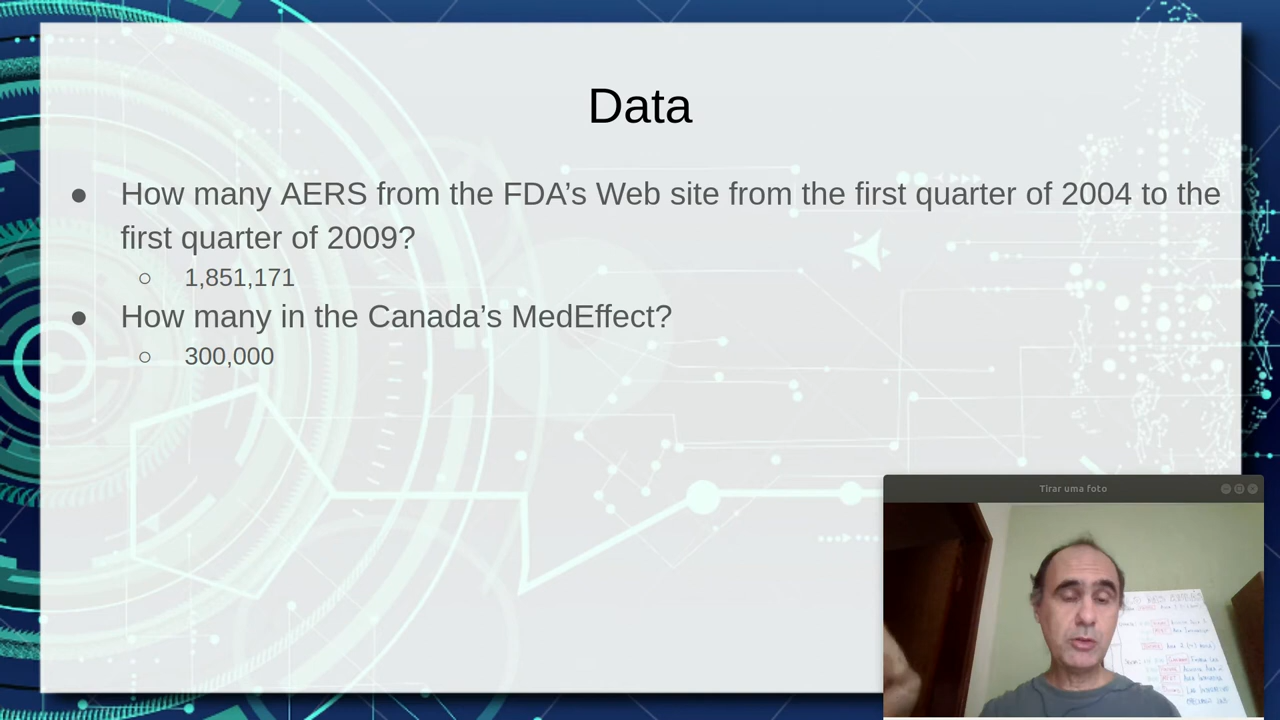 Data
● How many AERS from the FDA’s Web site from the first quarter of 2004 to the
first quarter of 2009?
○ 1,851,171
● How many in the Canada’s MedEffect?
○ 300,000
Tirar uma foto